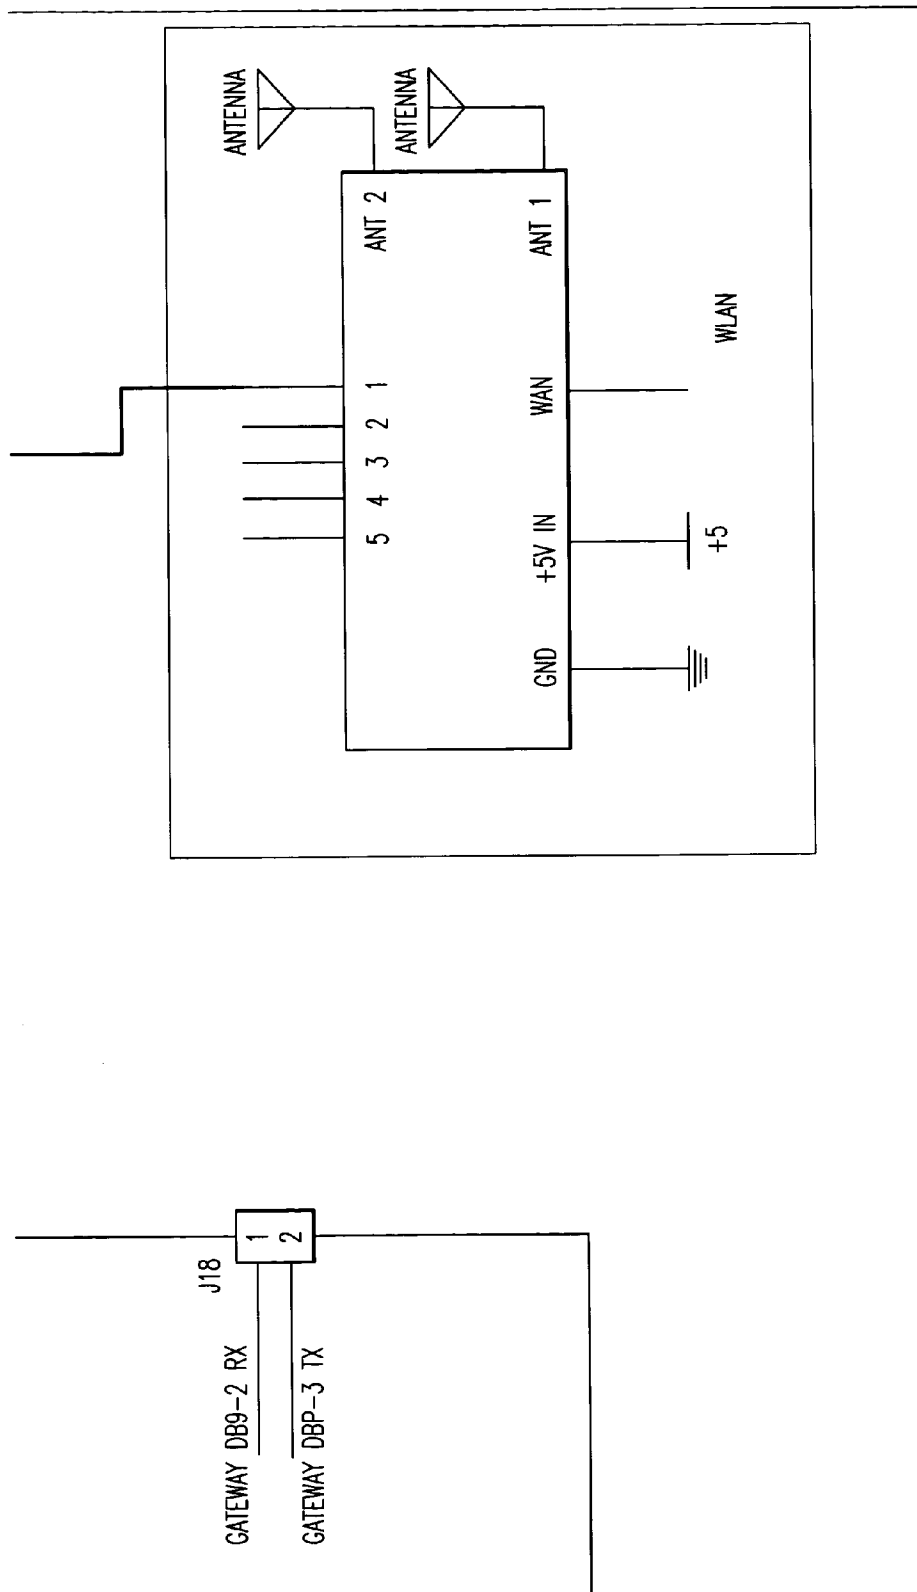 GATEWAY DB9-2 RX
GATEWAY DBP-3 TX
J18
1
2
5
4
3
2
1
ANT 2
ANTENNA
ANTENNA
GND
+5V IN
WAN
ANT 1
+5
WLAN